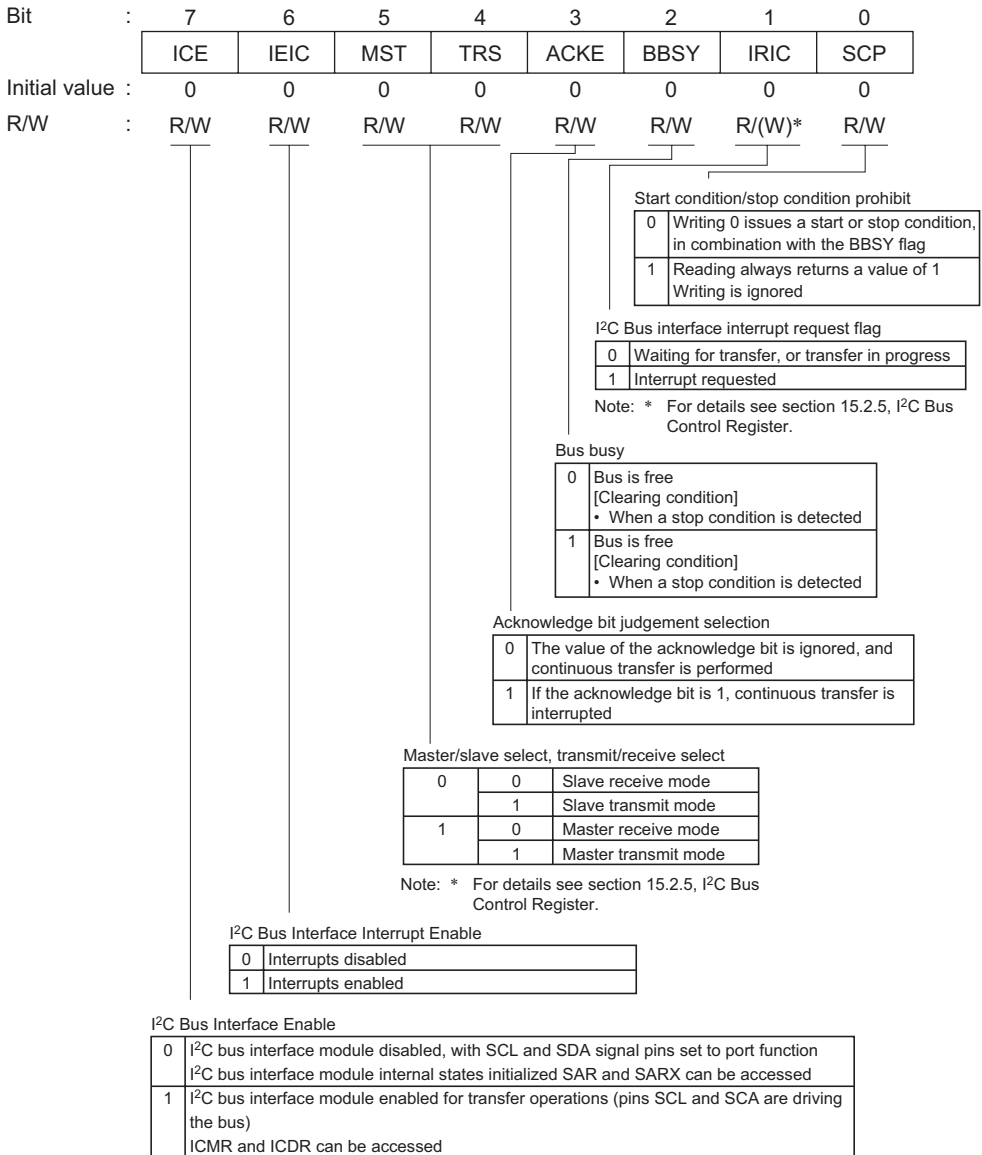 Bit : 7 6 5 4 3 2 1 0
ICE IEIC MST TRS ACKE BBSY IRIC SCP
Initial value : 0 0 0 0 0 0 0 0
R/W : R/W R/W R/W R/W R/W R/W R/(W)* R/W
Start condition/stop condition prohibit
0 Writing 0 issues a start or stop condition,
in combination with the BBSY flag
1 Reading always returns a value of 1
Writing is ignored
I2C Bus interface interrupt request flag
0 Waiting for transfer, or transfer in progress
1 Interrupt requested
Note: * For details see section 15.2.5, I2C Bus
Control Register.
Bus busy
0 Bus is free
[Clearing condition]
• When a stop condition is detected
1 Bus is free
[Clearing condition]
• When a stop condition is detected
Acknowledge bit judgement selection
0 The value of the acknowledge bit is ignored, and
continuous transfer is performed
1 If the acknowledge bit is 1, continuous transfer is
interrupted
Master/slave select, transmit/receive select
0 0 Slave receive mode
1 Slave transmit mode
1 0 Master receive mode
1 Master transmit mode
Note: * For details see section 15.2.5, I2C Bus
Control Register.
I2C Bus Interface Interrupt Enable
0 Interrupts disabled
1 Interrupts enabled
I2C Bus Interface Enable
0 I2C bus interface module disabled, with SCL and SDA signal pins set to port function
I2C bus interface module internal states initialized SAR and SARX can be accessed
1 I2C bus interface module enabled for transfer operations (pins SCL and SCA are driving
the bus)
ICMR and ICDR can be accessed